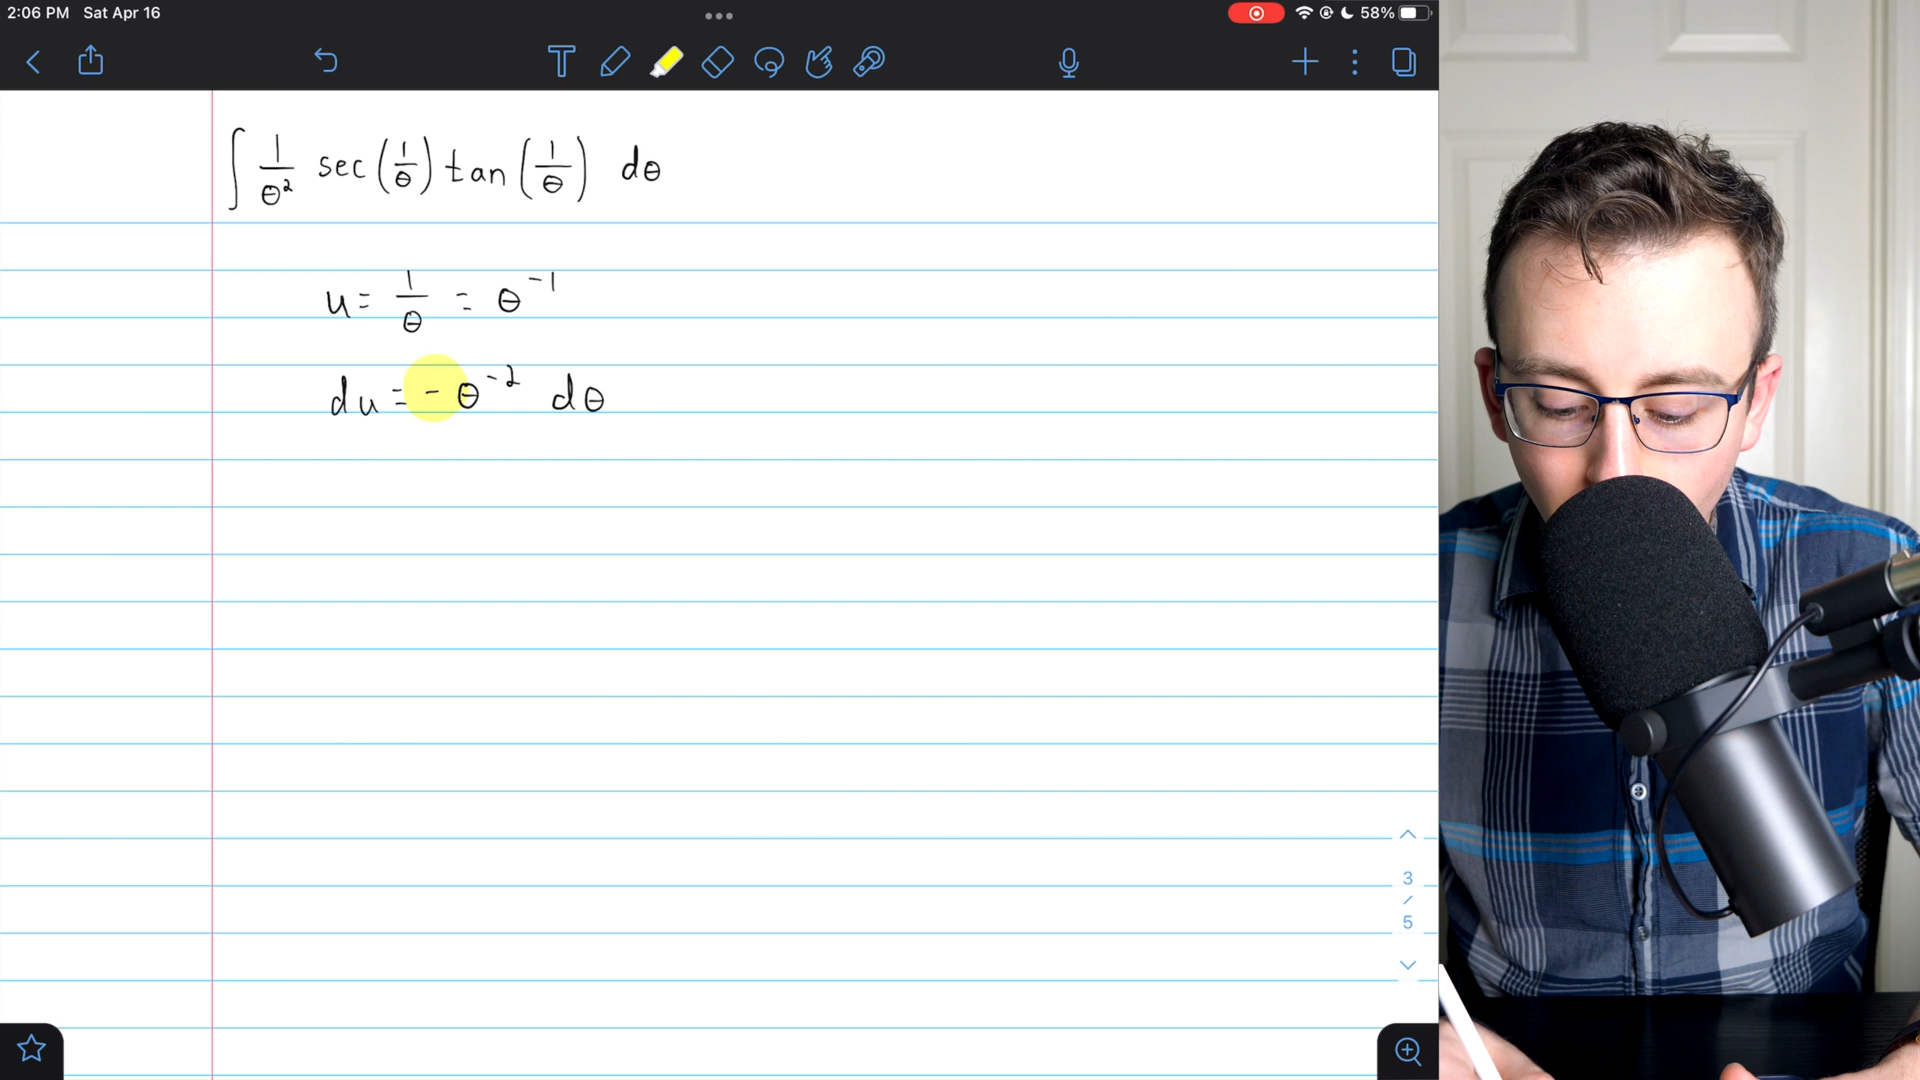 2:06 PM Sat Apr 16
58%
T
∫ 1/θ² sec(1/θ) tan(1/θ) dθ
u = 1/θ = θ⁻¹
du = -θ⁻² dθ
3
/
5